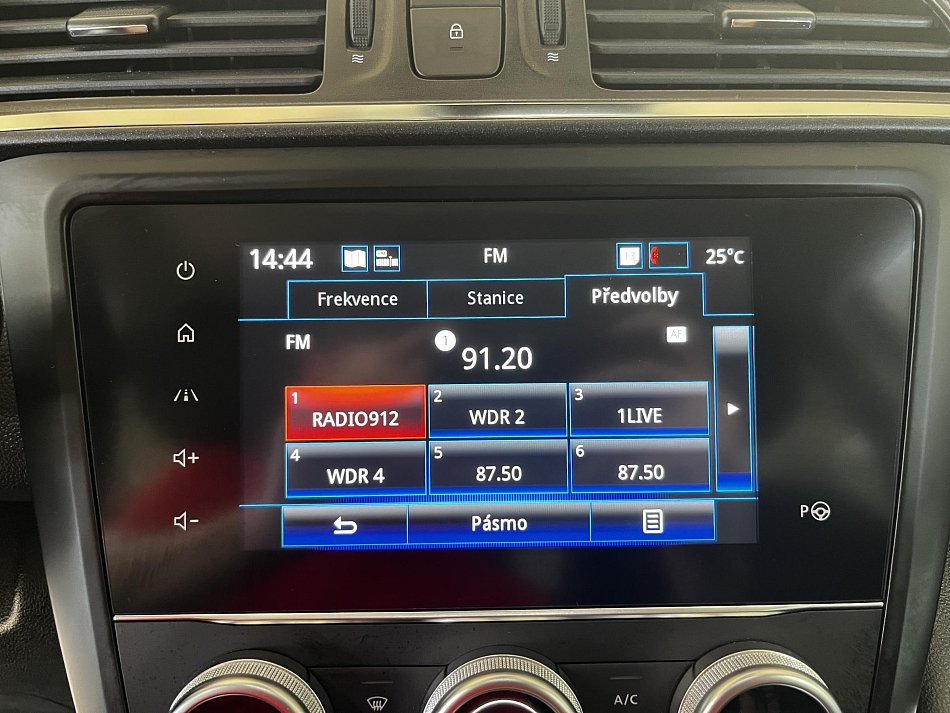 14:44 FM 25°C
Frekvence Stanice Předvolby
FM 1 91.20 AF
1 RADIO912 2 WDR 2 3 1LIVE
4 WDR 4 5 87.50 6 87.50
Pásmo
P
A/C